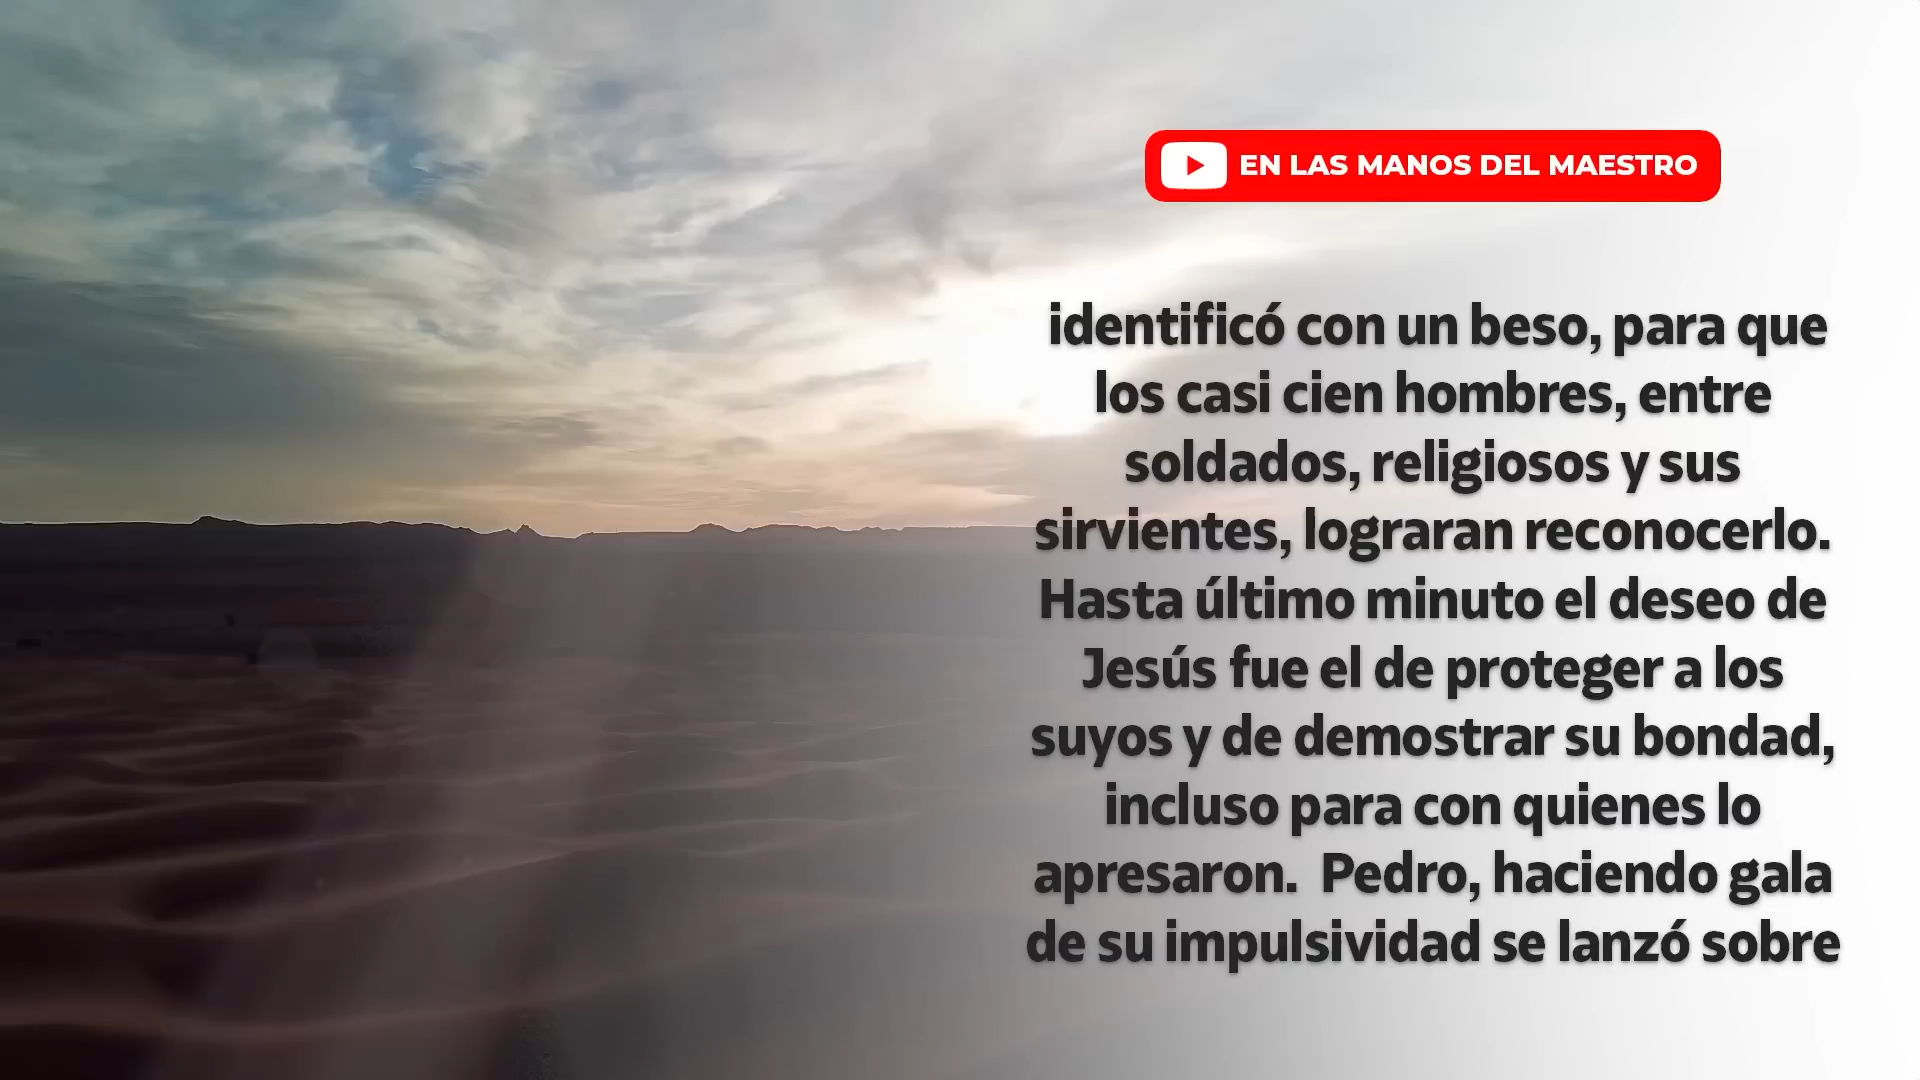 EN LAS MANOS DEL MAESTRO
identificó con un beso, para que
los casi cien hombres, entre
soldados, religiosos y sus
sirvientes, lograran reconocerlo.
Hasta último minuto el deseo de
Jesús fue el de proteger a los
suyos y de demostrar su bondad,
incluso para con quienes lo
apresaron.  Pedro, haciendo gala
de su impulsividad se lanzó sobre